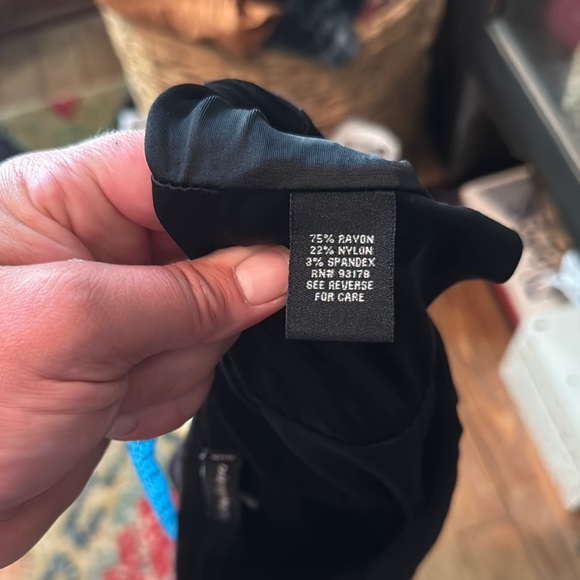 75% RAYON
22% NYLON
3% SPANDEX
RN# 93178
SEE REVERSE
FOR CARE